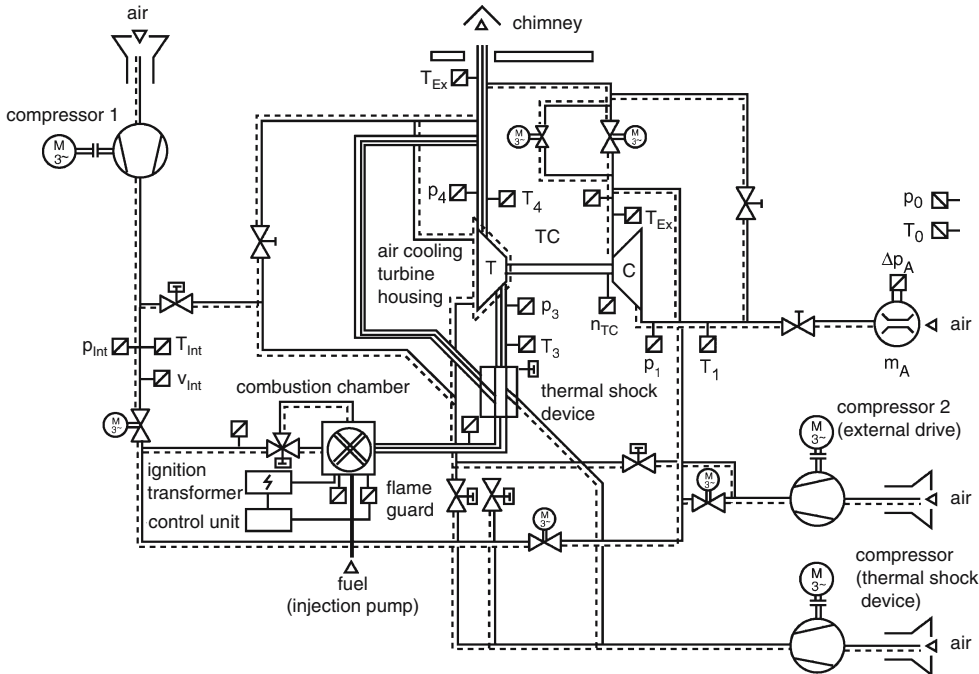 air
chimney
T_Ex
compressor 1
M
3~
M
3~
M
3~
p_4
T_4
T_Ex
p_0
T_0
TC
air cooling
turbine
housing
T
C
Δp_A
p_3
n_TC
air
p_Int
T_Int
T_3
p_1
T_1
m_A
v_Int
combustion chamber
thermal shock
device
compressor 2
(external drive)
M
3~
M
3~
ignition
transformer
flame
guard
M
3~
air
control unit
M
3~
fuel
(injection pump)
M
3~
compressor
(thermal shock
device)
air